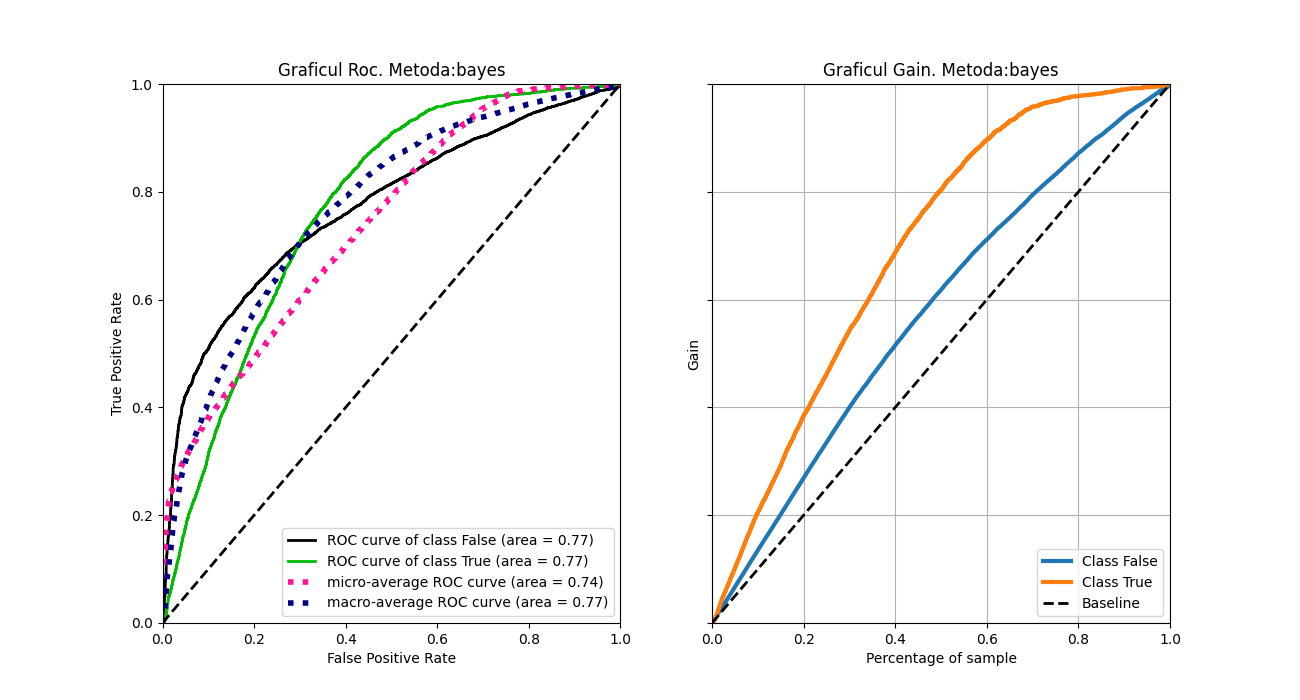 Graficul Roc. Metoda:bayes
True Positive Rate
1.0
0.8
0.6
0.4
0.2
0.0
ROC curve of class False (area = 0.77)
ROC curve of class True (area = 0.77)
micro-average ROC curve (area = 0.74)
macro-average ROC curve (area = 0.77)
0.0 0.2 0.4 0.6 0.8 1.0
False Positive Rate
Graficul Gain. Metoda:bayes
Gain
Class False
Class True
Baseline
0.0 0.2 0.4 0.6 0.8 1.0
Percentage of sample